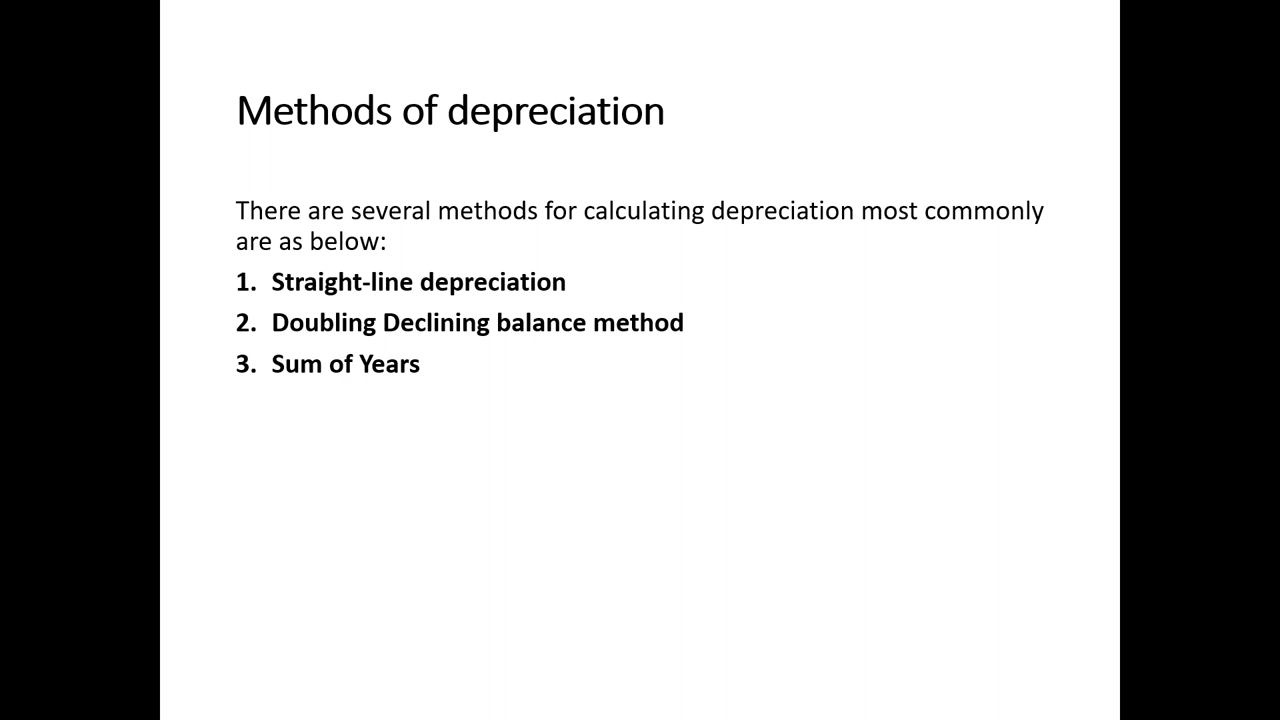 Methods of depreciation
There are several methods for calculating depreciation most commonly
are as below:
1. Straight-line depreciation
2. Doubling Declining balance method
3. Sum of Years